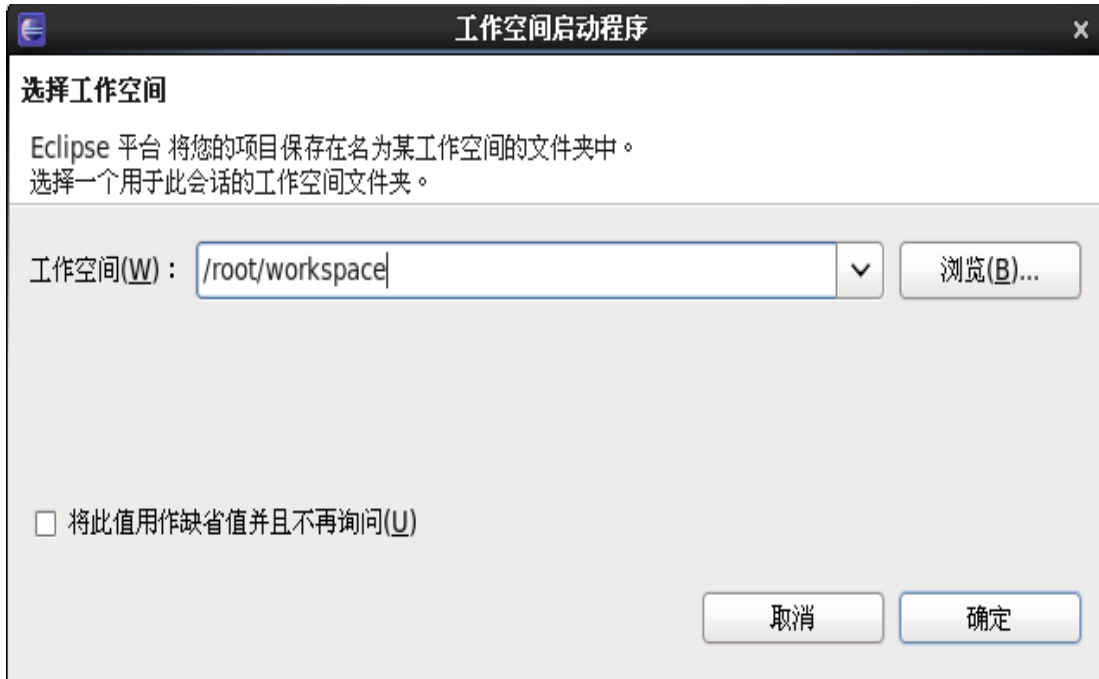 工作空间启动程序
选择工作空间
Eclipse 平台 将您的项目保存在名为某工作空间的文件夹中。
选择一个用于此会话的工作空间文件夹。
工作空间(W)： /root/workspace 浏览(B)...
将此值用作缺省值并且不再询问(U)
取消 确定